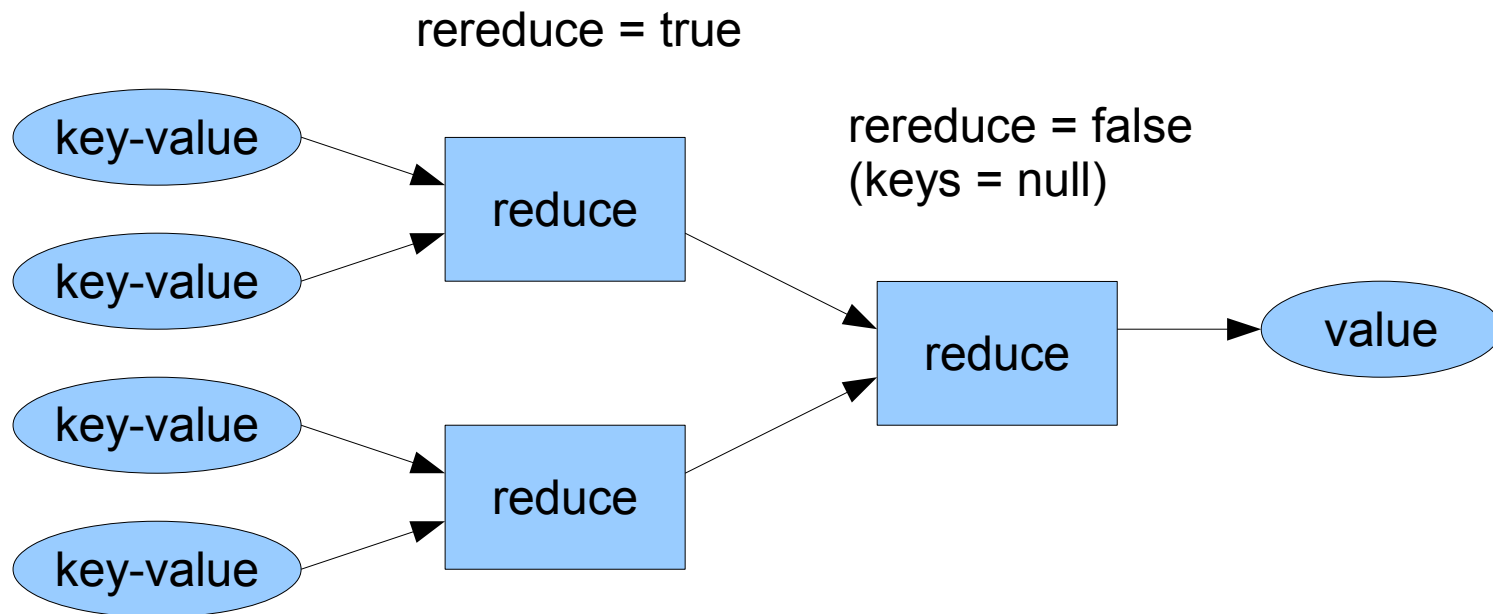 rereduce = true
rereduce = false
(keys = null)
key-value
key-value
key-value
key-value
reduce
reduce
reduce
value